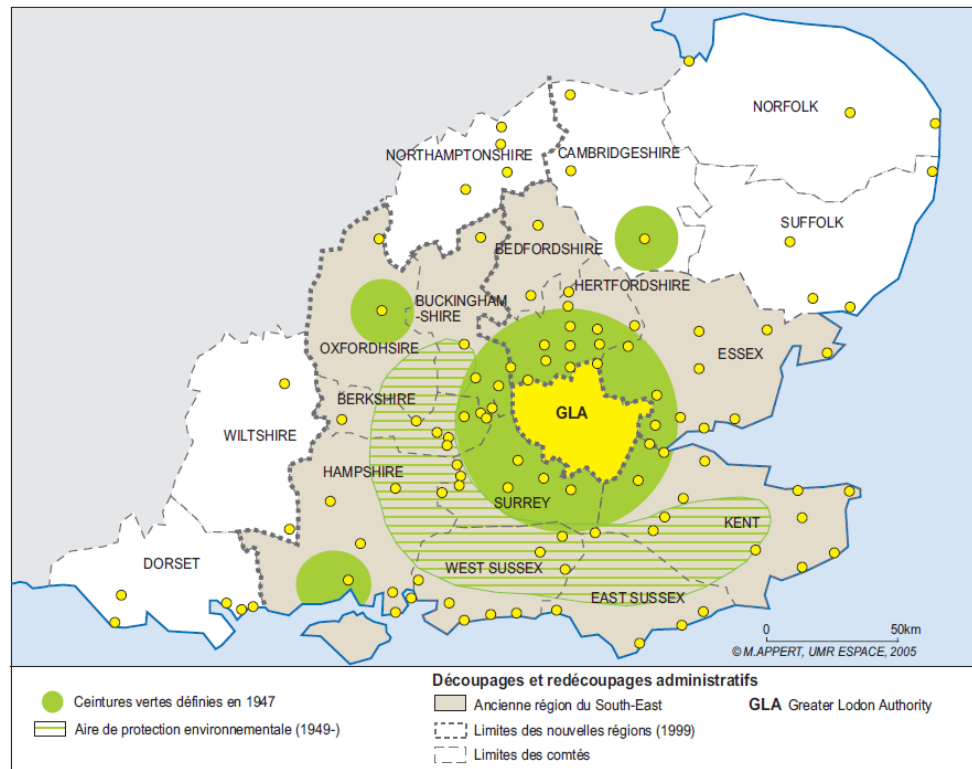 NORFOLK
NORTHAMPTONSHIRE
CAMBRIDGESHIRE
SUFFOLK
BEDFORDSHIRE
HERTFORDSHIRE
BUCKINGHAM
-SHIRE
OXFORDHSIRE
ESSEX
BERKSHIRE
GLA
WILTSHIRE
HAMPSHIRE
SURREY
KENT
DORSET
WEST SUSSEX
EAST SUSSEX
0 50km
© M.APPERT, UMR ESPACE, 2005
Ceintures vertes définies en 1947
Aire de protection environnementale (1949-)
Découpages et redécoupages administratifs
Ancienne région du South-East
Limites des nouvelles régions (1999)
Limites des comtés
GLA Greater Lodon Authority